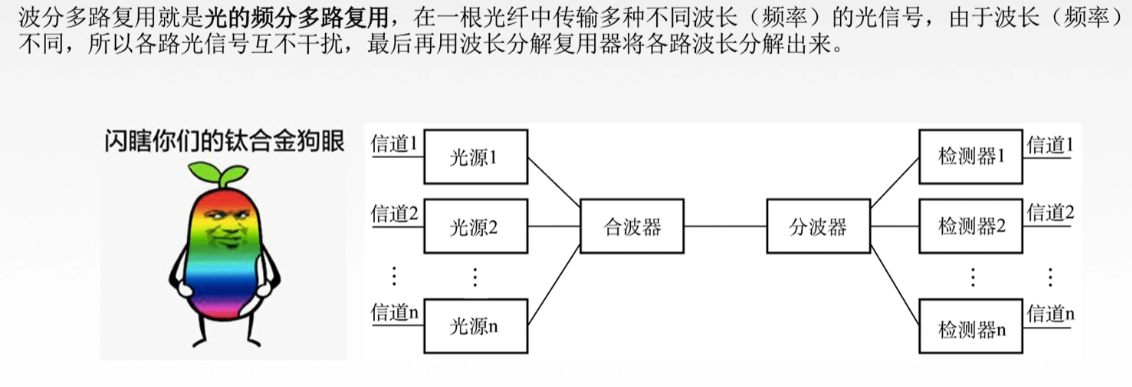 波分多路复用就是光的频分多路复用，在一根光纤中传输多种不同波长（频率）的光信号，由于波长（频率）
不同，所以各路光信号互不干扰，最后再用波长分解复用器将各路波长分解出来。
闪瞎你们的钛合金狗眼
信道1
光源1
检测器1
信道1
信道2
光源2
合波器
分波器
检测器2
信道2
⋮
⋮
⋮
⋮
信道n
光源n
检测器n
信道n